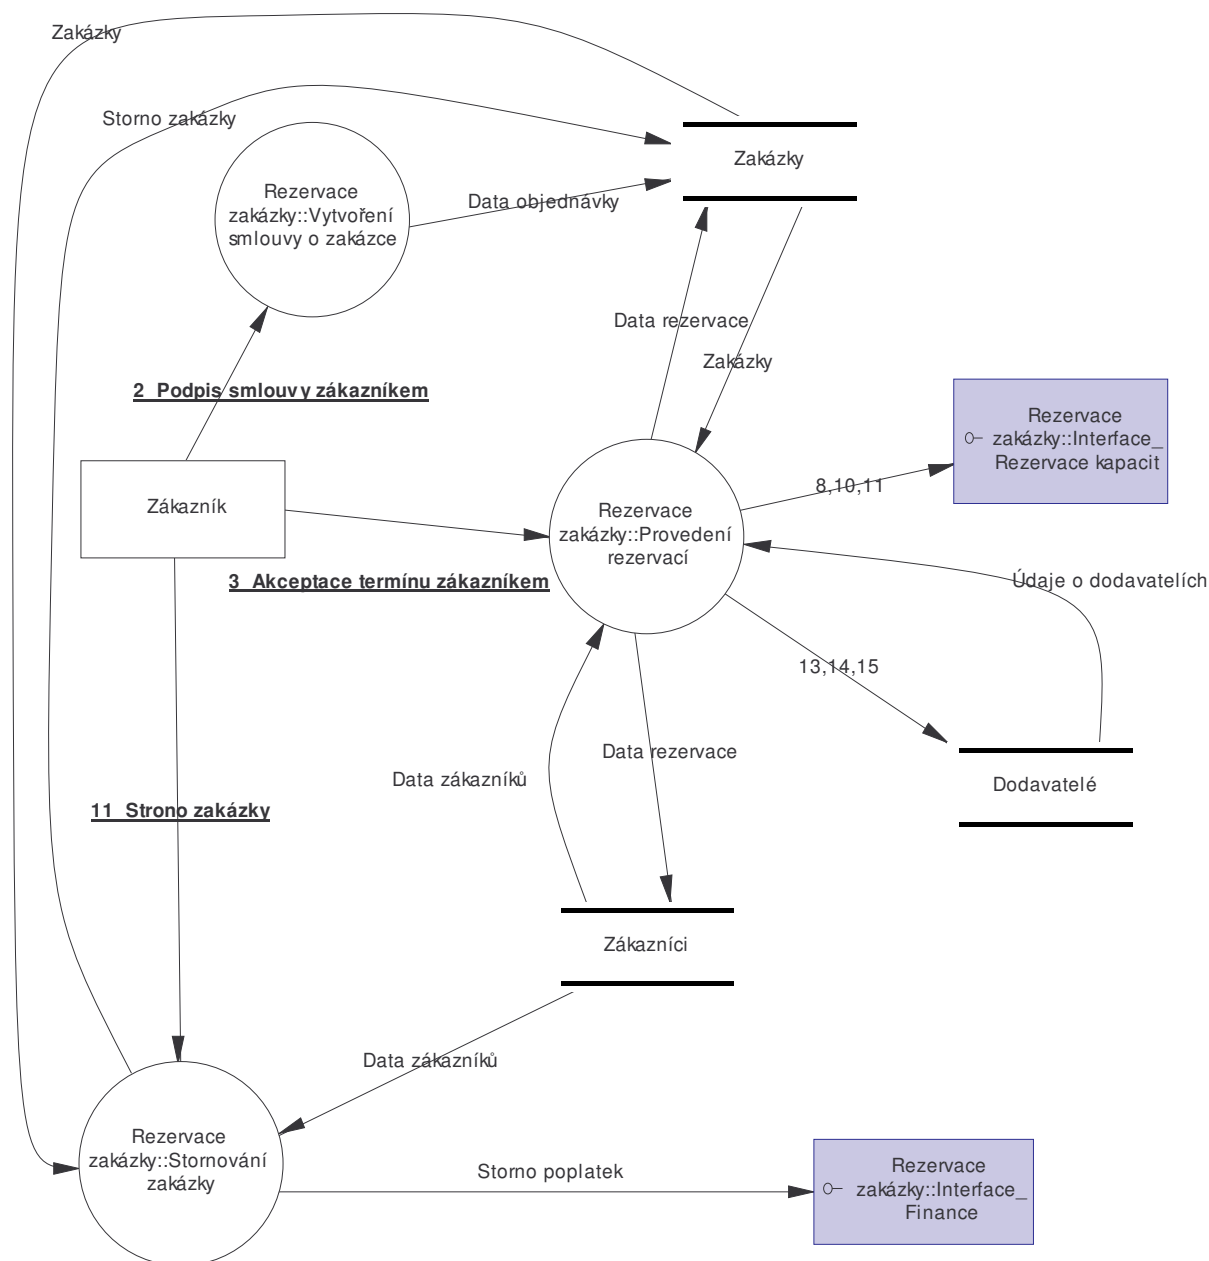 Zakázky
Storno zakázky
Zakázky
Rezervace
zakázky::Vytvoření
smlouvy o zakázce
Data objednávky
Data rezervace
Zakázky
2  Podpis smlouvy zákazníkem
Rezervace
zakázky::Interface_
Rezervace kapacit
8,10,11
Zákazník
Rezervace
zakázky::Provedení
rezervací
3  Akceptace termínu zákazníkem
Údaje o dodavatelích
13,14,15
Data rezervace
Data zákazníků
Dodavatelé
11  Strono zakázky
Zákazníci
Data zákazníků
Rezervace
zakázky::Stornování
zakázky
Storno poplatek
Rezervace
zakázky::Interface_
Finance